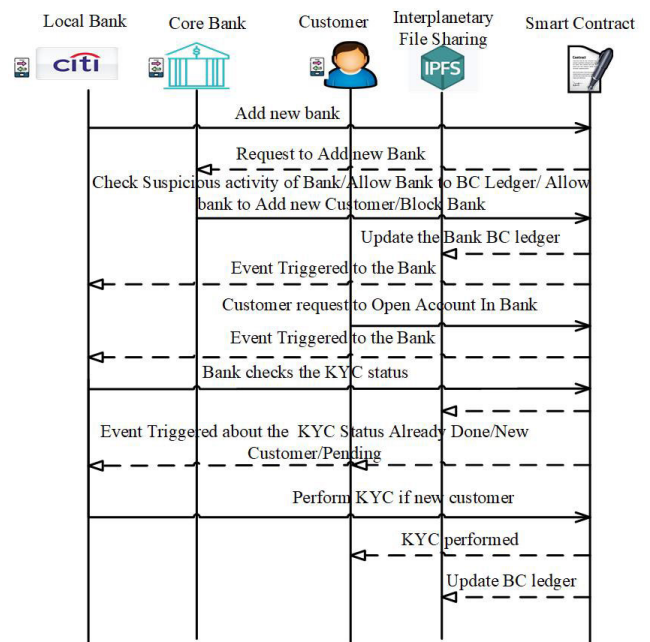 Local Bank
Core Bank
Customer
Interplanetary
File Sharing
Smart Contract
citi
IPFS
Contract
Add new bank
Request to Add new Bank
Check Suspicious activity of Bank/Allow Bank to BC Ledger/ Allow
bank to Add new Customer/Block Bank
Update the Bank BC ledger
Event Triggered to the Bank
Customer request to Open Account In Bank
Event Triggered to the Bank
Bank checks the KYC status
Event Triggered about the KYC Status Already Done/New
Customer/Pending
Perform KYC if new customer
KYC performed
Update BC ledger